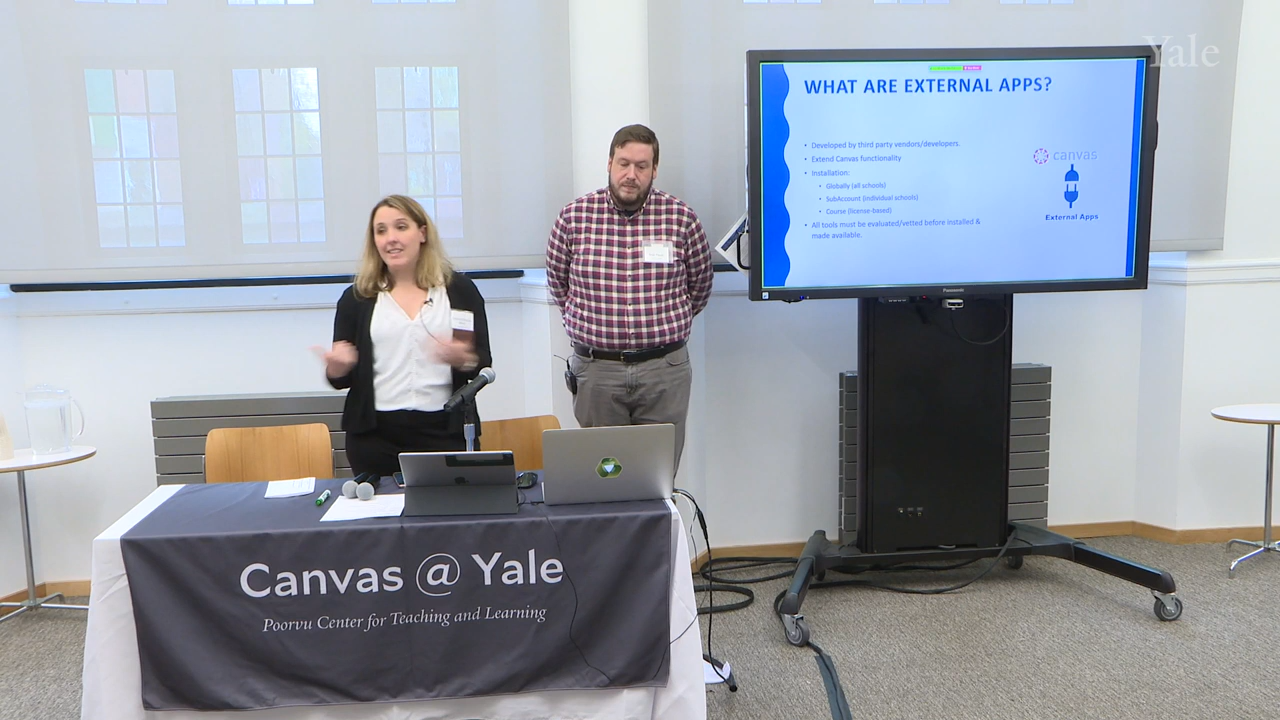 Yale
WHAT ARE EXTERNAL APPS?
• Developed by third party vendors/developers.
• Extend Canvas functionality
• Installation:
• Globally (all schools)
• SubAccount (individual schools)
• Course (license-based)
• All tools must be evaluated/vetted before installed &
made available.
canvas
External Apps
Panasonic
Canvas @ Yale
Poorvu Center for Teaching and Learning